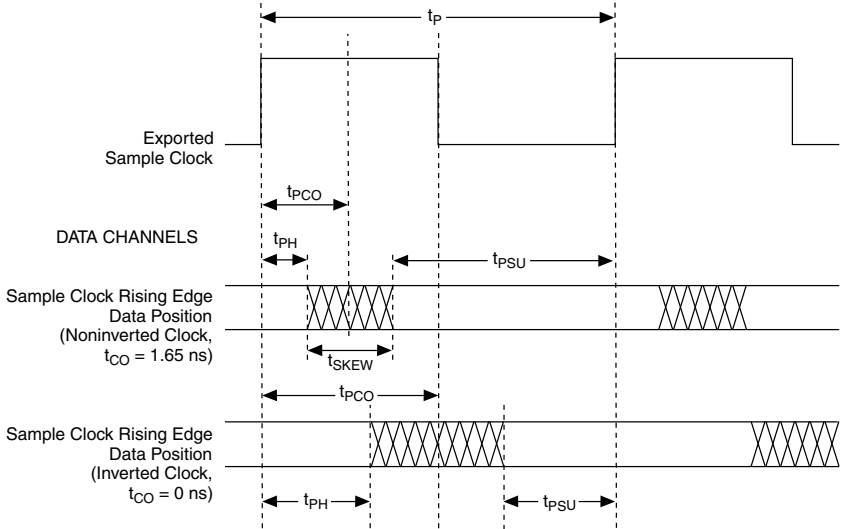 tP
Exported
Sample Clock
tPCO
DATA CHANNELS
tPH
tPSU
Sample Clock Rising Edge
Data Position
(Noninverted Clock,
tCO = 1.65 ns)
tSKEW
tPCO
Sample Clock Rising Edge
Data Position
(Inverted Clock,
tCO = 0 ns)
tPH
tPSU